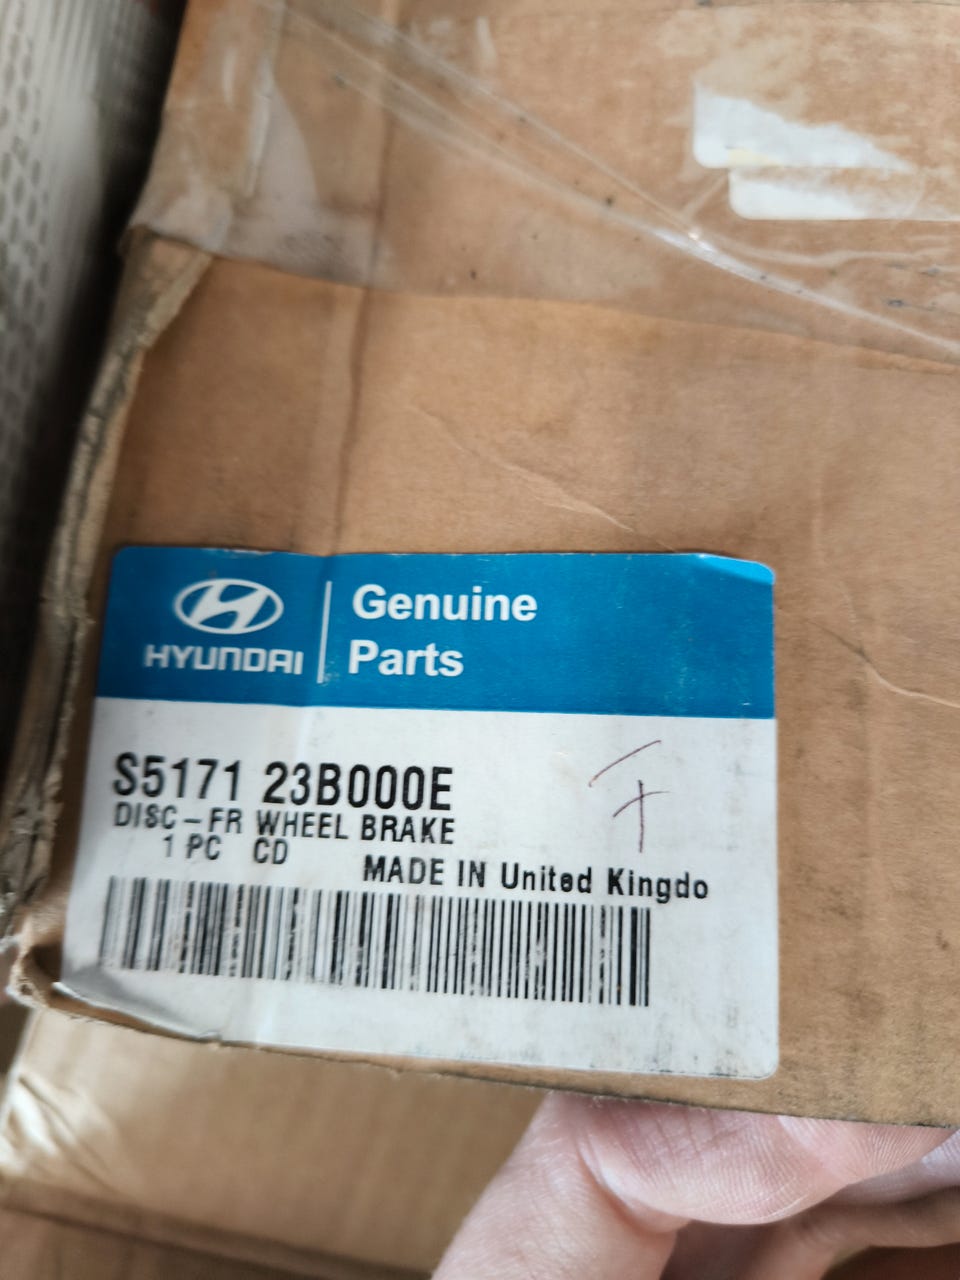 HYUNDAI
Genuine
Parts
S5171 23B000E
DISC-FR WHEEL BRAKE
1 PC CD
MADE IN United Kingdo